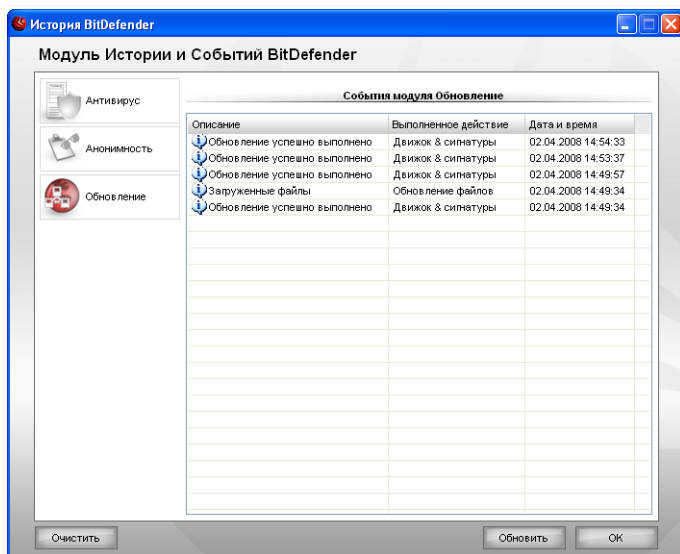 История BitDefender
Модуль Истории и Событий BitDefender
Антивирус
Анонимность
Обновление
События модуля Обновление
Описание Выполненное действие Дата и время
Обновление успешно выполнено Движок & сигнатуры 02.04.2008 14:54:33
Обновление успешно выполнено Движок & сигнатуры 02.04.2008 14:53:37
Обновление успешно выполнено Движок & сигнатуры 02.04.2008 14:49:57
Загруженные файлы Обновление файлов 02.04.2008 14:49:34
Обновление успешно выполнено Движок & сигнатуры 02.04.2008 14:49:34
Очистить Обновить OK